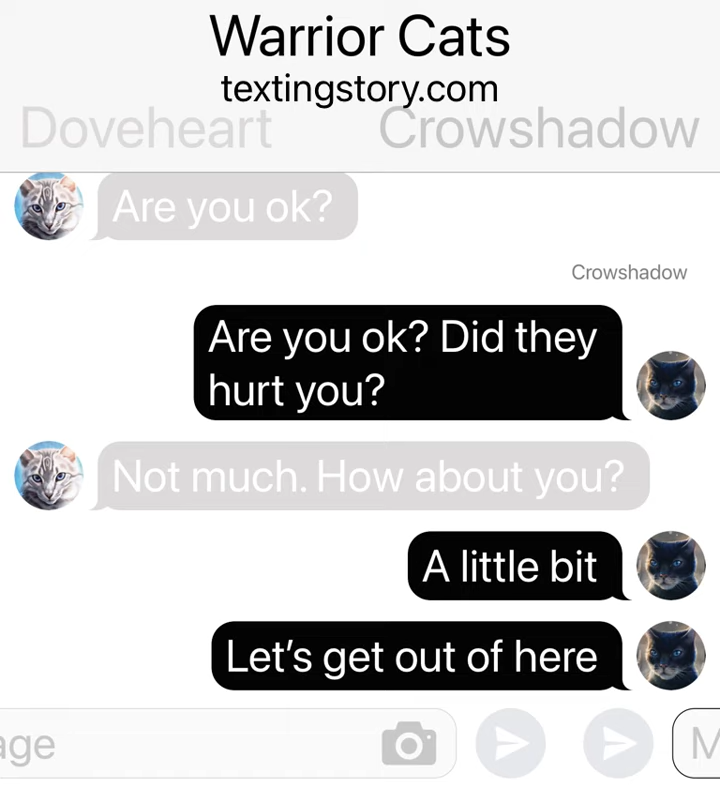 Warrior Cats
textingstory.com
Doveheart Crowshadow
Are you ok?
Crowshadow
Are you ok? Did they
hurt you?
Not much. How about you?
A little bit
Let's get out of here
age
M